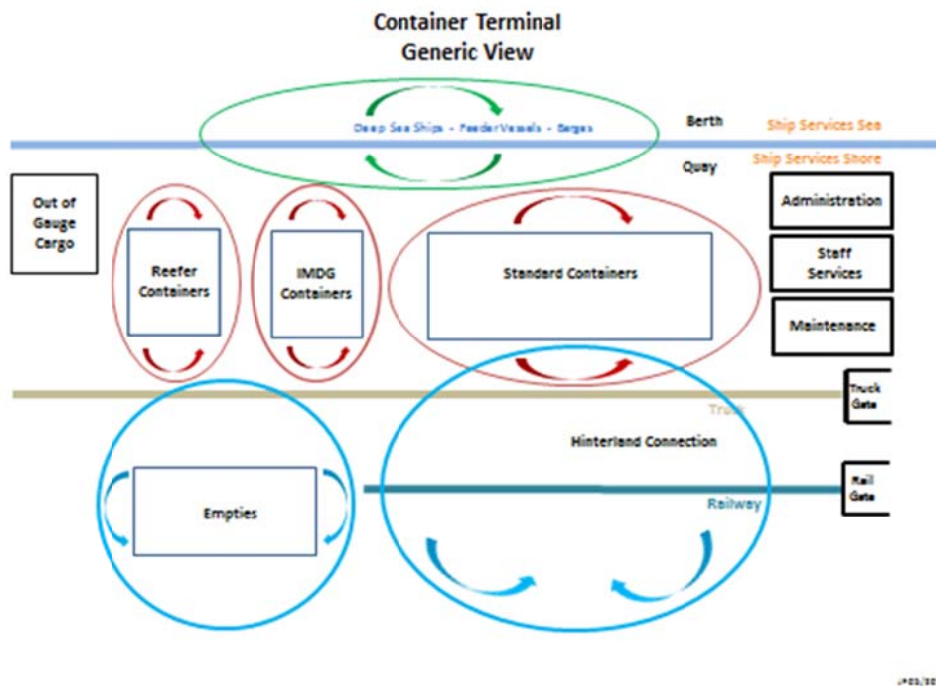 Container Terminal
Generic View
Deep Sea Ships - Feeder Vessels - Barges
Berth
Ship Services Sea
Quay
Ship Services Shore
Out of
Gauge
Cargo
Administration
Reefer
Containers
IMDG
Containers
Standard Containers
Staff
Services
Maintenance
Truck
Truck
Gate
Hinterland Connection
Railway
Rail
Gate
Empties